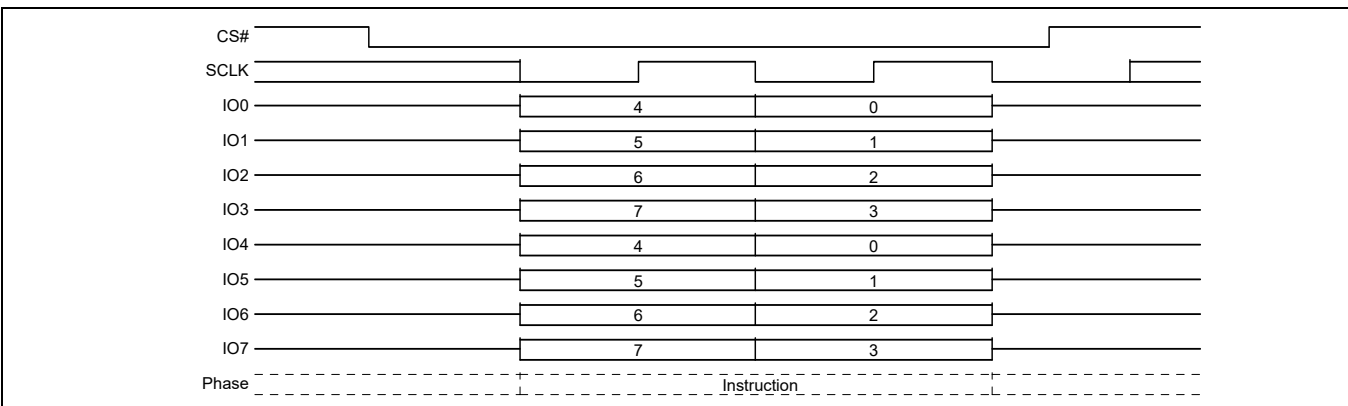 CS#
SCLK
IO0 4 0
IO1 5 1
IO2 6 2
IO3 7 3
IO4 4 0
IO5 5 1
IO6 6 2
IO7 7 3
Phase Instruction